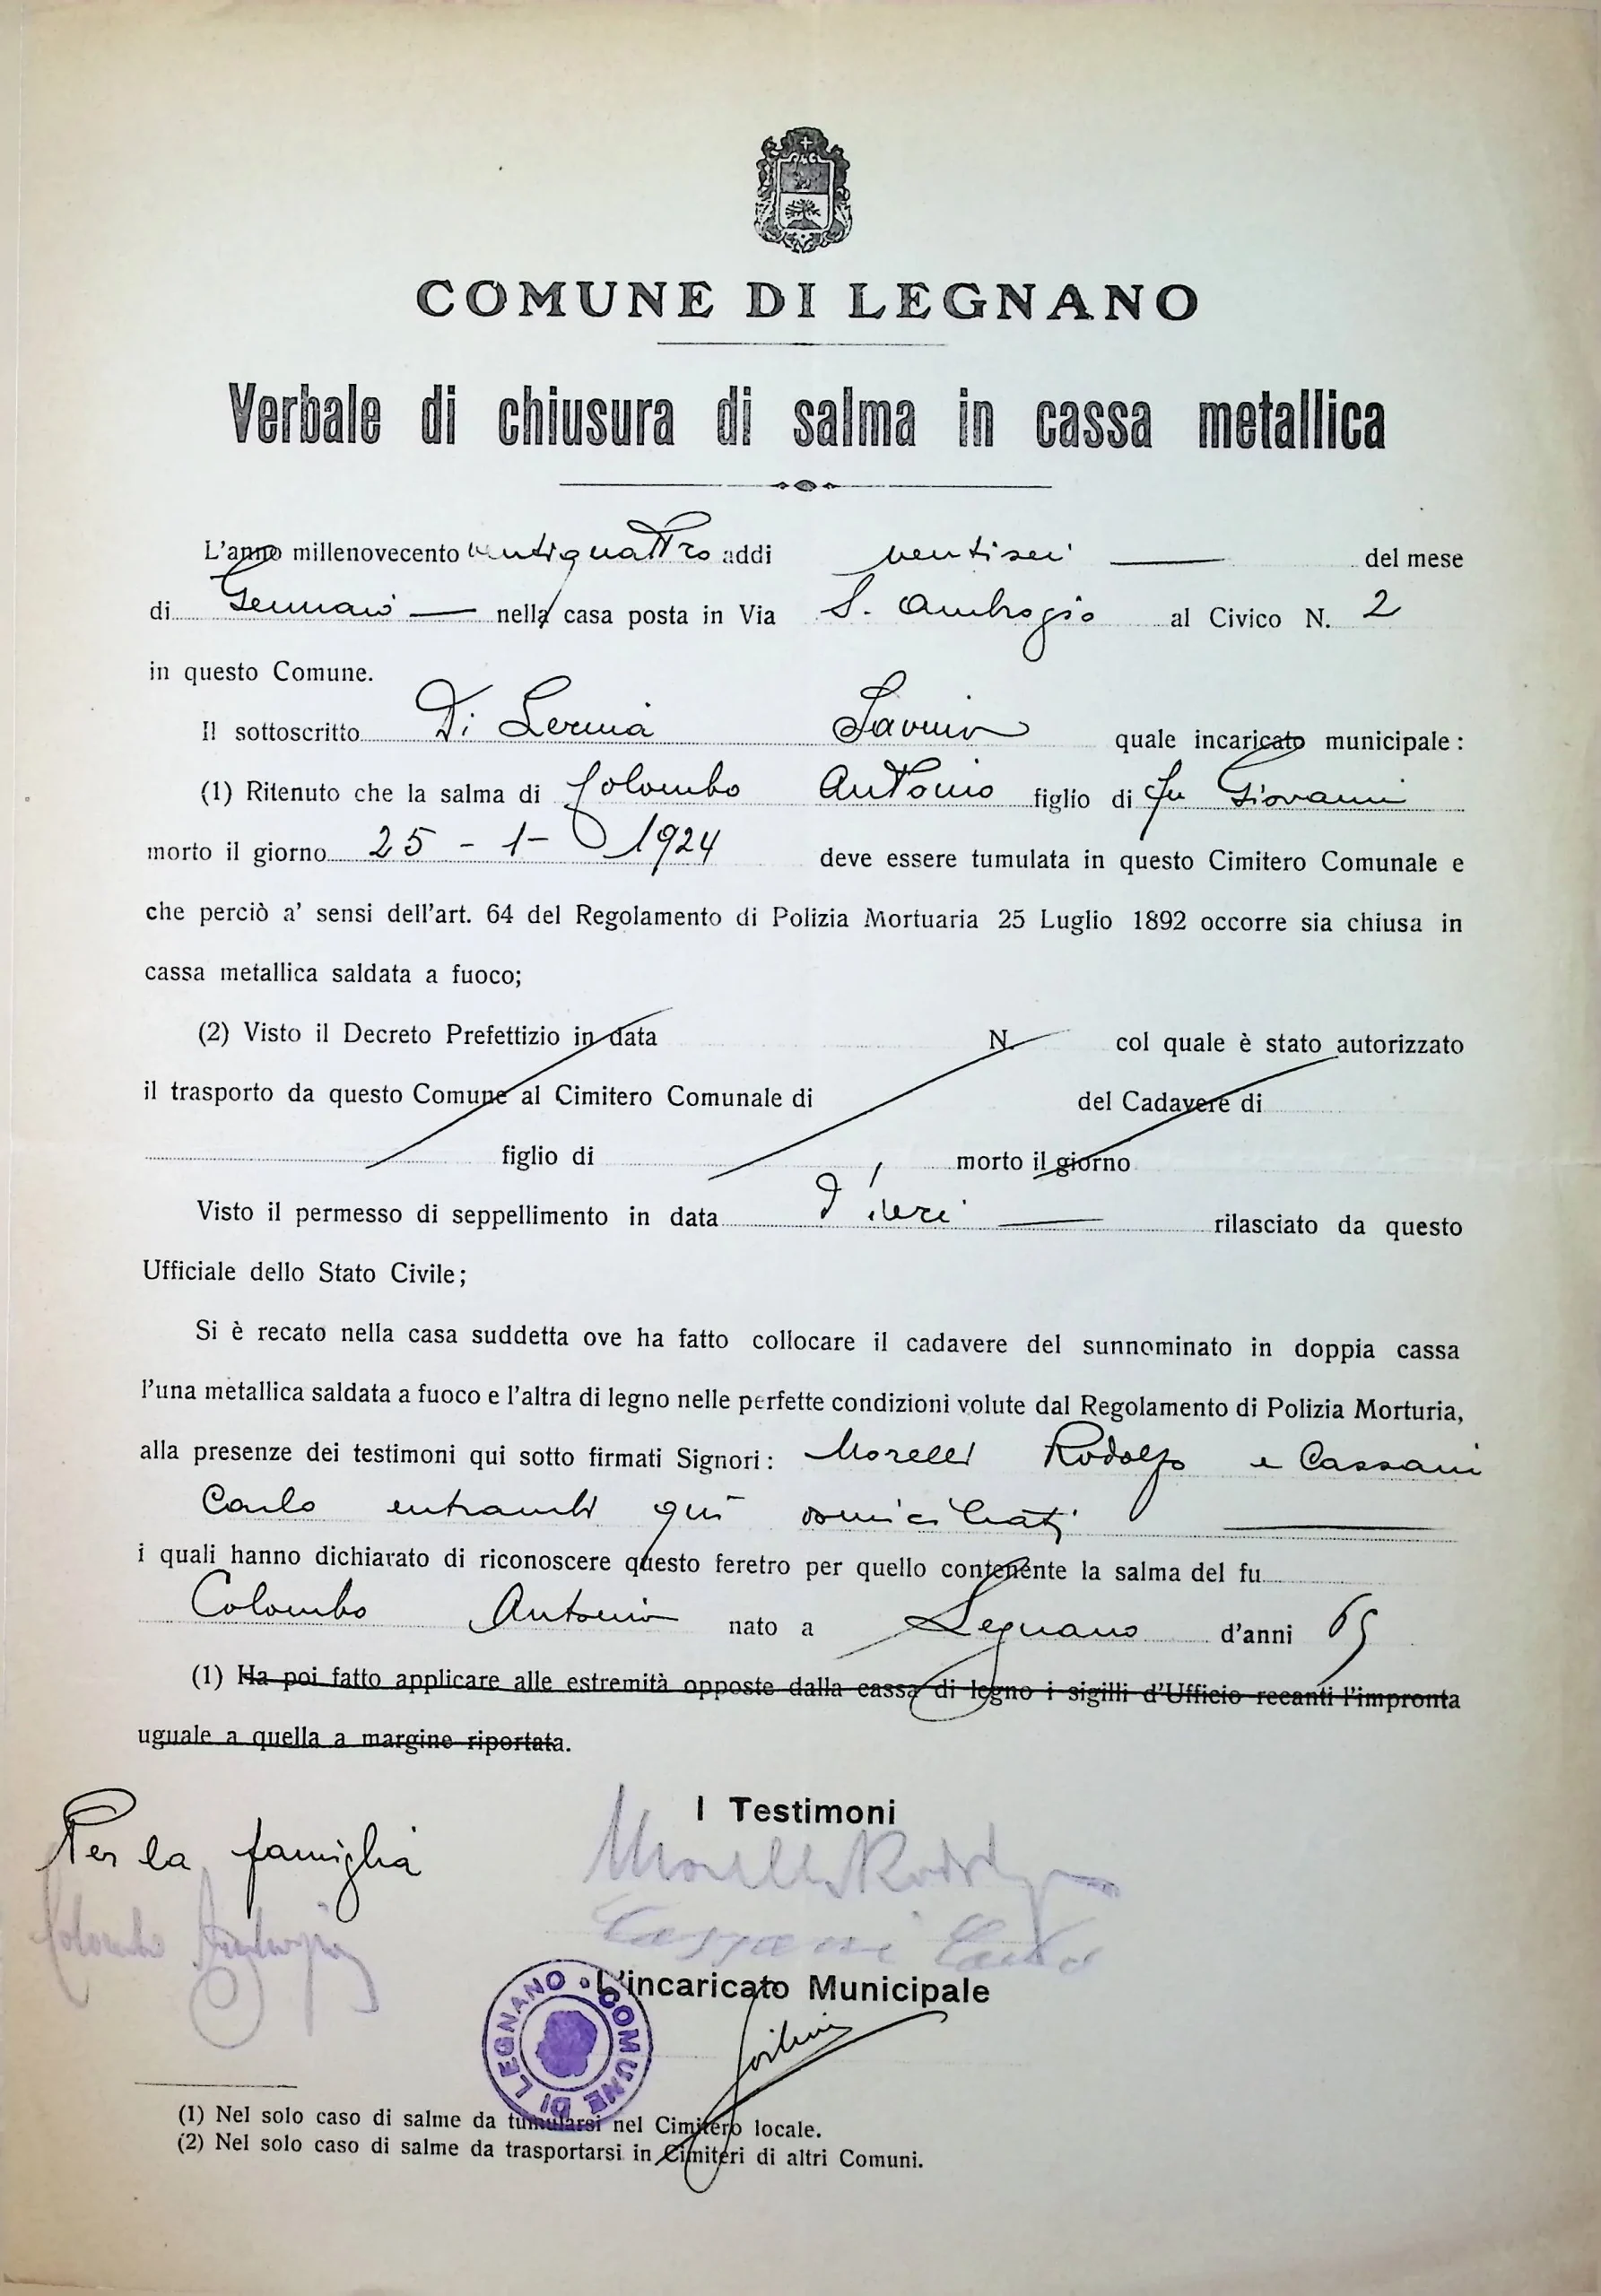 COMUNE DI LEGNANO
Verbale di chiusura di salma in cassa metallica
L'anno millenovecento ventiquattro addi ventisei del mese
di Gennaio nella casa posta in Via S. Ambrogio al Civico N. 2
in questo Comune.
Il sottoscritto Di Lernia Savino quale incaricato municipale:
(1) Ritenuto che la salma di Colombo Antonio figlio di fu Giovanni
morto il giorno 25 - 1 - 1924 deve essere tumulata in questo Cimitero Comunale e
che perciò a' sensi dell'art. 64 del Regolamento di Polizia Mortuaria 25 Luglio 1892 occorre sia chiusa in
cassa metallica saldata a fuoco;
(2) Visto il Decreto Prefettizio in data N. col quale è stato autorizzato
il trasporto da questo Comune al Cimitero Comunale di del Cadavere di
figlio di morto il giorno
Visto il permesso di seppellimento in data d'ieri rilasciato da questo
Ufficiale dello Stato Civile;
Si è recato nella casa suddetta ove ha fatto collocare il cadavere del sunnominato in doppia cassa
l'una metallica saldata a fuoco e l'altra di legno nelle perfette condizioni volute dal Regolamento di Polizia Morturia,
alla presenze dei testimoni qui sotto firmati Signori: Morelli Rodolfo e Cassani
Carlo entrambi qui domiciliati
i quali hanno dichiarato di riconoscere questo feretro per quello contenente la salma del fu
Colombo Antonio nato a Legnano d'anni 65
(1) Ha poi fatto applicare alle estremità opposte dalla cassa di legno i sigilli d'Ufficio recanti l'impronta
uguale a quella a margine riportata.
Per la famiglia
I Testimoni
Morelli Rodolfo
Colombo
Cassani Carlo
L'incaricato Municipale
COMUNE DI LEGNANO
(1) Nel solo caso di salme da tumularsi nel Cimitero locale.
(2) Nel solo caso di salme da trasportarsi in Cimiteri di altri Comuni.